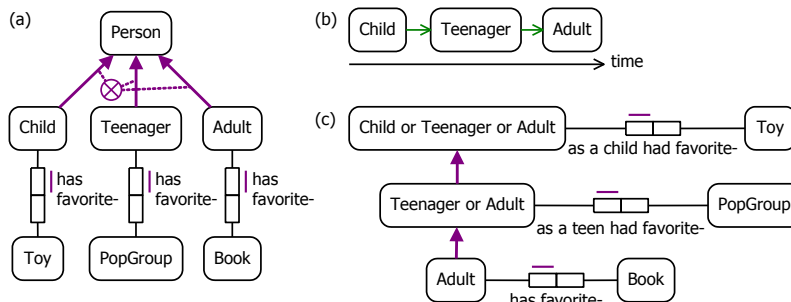 (a)
Person
Child
Teenager
Adult
has
favorite-
has
favorite-
has
favorite-
Toy
PopGroup
Book
(b)
Child
Teenager
Adult
time
(c)
Child or Teenager or Adult
Toy
as a child had favorite-
Teenager or Adult
PopGroup
as a teen had favorite-
Adult
Book
has favorite-